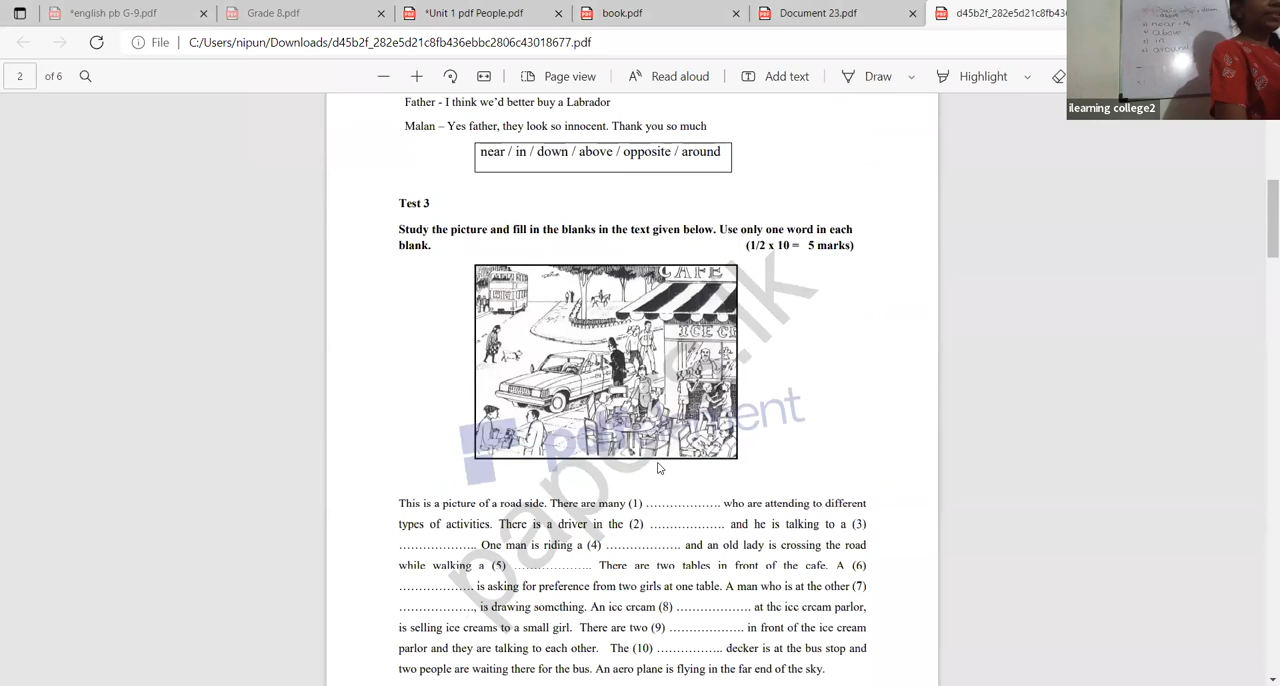 *english pb G-9.pdf
Grade 8.pdf
*Unit 1 pdf People.pdf
book.pdf
Document 23.pdf
d45b2f_282e5d21c8fb43
File C:/Users/nipun/Downloads/d45b2f_282e5d21c8fb436ebbc2806c43018677.pdf
2 of 6 Page view Read aloud Add text Draw Highlight
near
above
in
around
ilearning college2
Father - I think we'd better buy a Labrador
Malan – Yes father, they look so innocent. Thank you so much
near / in / down / above / opposite / around
Test 3
Study the picture and fill in the blanks in the text given below. Use only one word in each
blank. (1/2 x 10 = 5 marks)
CAFE
ICE C
This is a picture of a road side. There are many (1) ………………. who are attending to different
types of activities. There is a driver in the (2) ………………. and he is talking to a (3)
………………. One man is riding a (4) ………………. and an old lady is crossing the road
while walking a (5) ………………. There are two tables in front of the cafe. A (6)
………………. is asking for preference from two girls at one table. A man who is at the other (7)
………………., is drawing something. An ice cream (8) ………………. at the ice cream parlor,
is selling ice creams to a small girl. There are two (9) ………………. in front of the ice cream
parlor and they are talking to each other. The (10) ……………. decker is at the bus stop and
two people are waiting there for the bus. An aero plane is flying in the far end of the sky.